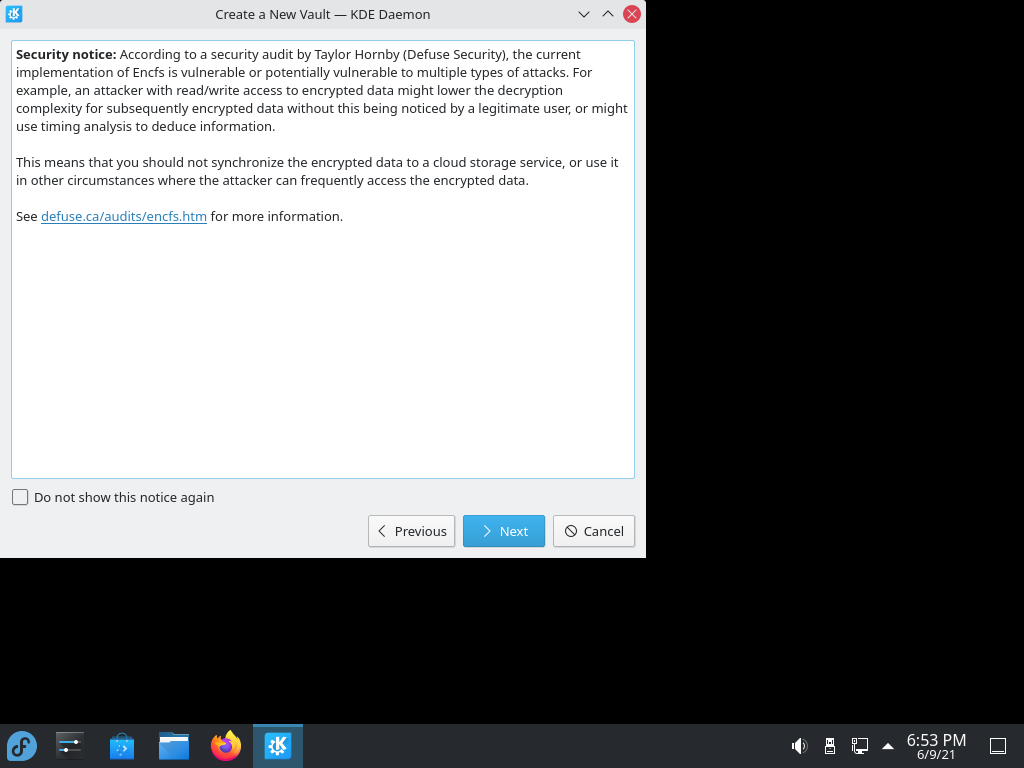 Create a New Vault — KDE Daemon
Security notice: According to a security audit by Taylor Hornby (Defuse Security), the current
implementation of Encfs is vulnerable or potentially vulnerable to multiple types of attacks. For
example, an attacker with read/write access to encrypted data might lower the decryption
complexity for subsequently encrypted data without this being noticed by a legitimate user, or might
use timing analysis to deduce information.
This means that you should not synchronize the encrypted data to a cloud storage service, or use it
in other circumstances where the attacker can frequently access the encrypted data.
See defuse.ca/audits/encfs.htm for more information.
Do not show this notice again
Previous
Next
Cancel
6:53 PM
6/9/21